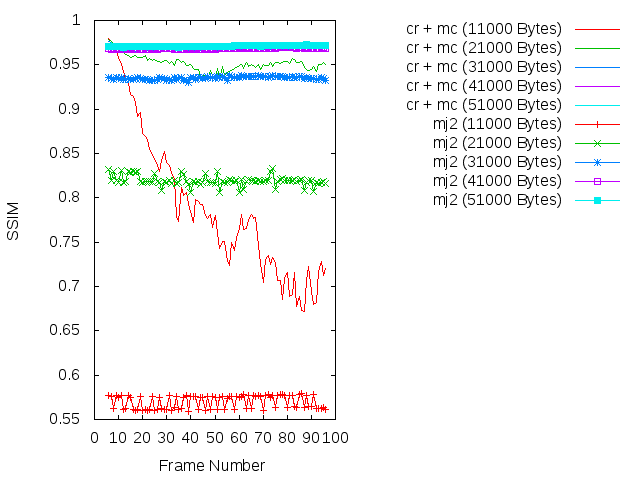 1
0.95
0.9
0.85
0.8
0.75
0.7
0.65
0.6
0.55
SSIM
0 10 20 30 40 50 60 70 80 90 100
Frame Number
cr + mc (11000 Bytes)
cr + mc (21000 Bytes)
cr + mc (31000 Bytes)
cr + mc (41000 Bytes)
cr + mc (51000 Bytes)
mj2 (11000 Bytes)
mj2 (21000 Bytes)
mj2 (31000 Bytes)
mj2 (41000 Bytes)
mj2 (51000 Bytes)